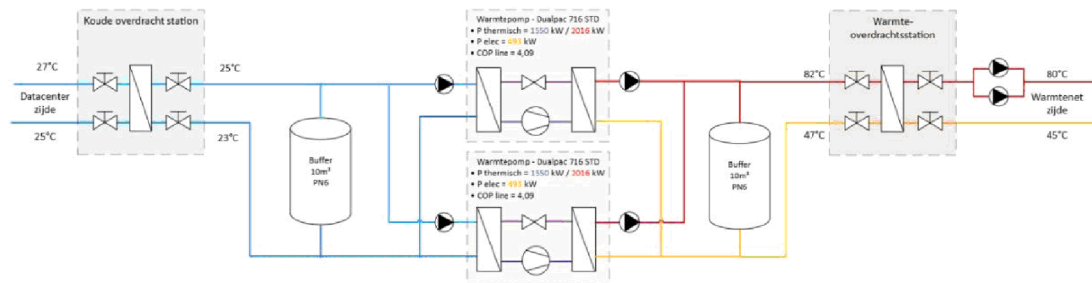 Koude overdracht station
27°C
25°C
Datacenter
zijde
25°C
23°C
Buffer
10m³
PN6
Warmtepomp - Dualpac 716 STD
• P thermisch = 1550 kW / 2016 kW
• P elec = 493 kW
• COP line = 4,09
Warmtepomp - Dualpac 716 STD
• P thermisch = 1550 kW / 2016 kW
• P elec = 493 kW
• COP line = 4,09
Buffer
10m³
PN6
Warmte-
overdrachtsstation
82°C
80°C
Warmtenet
zijde
47°C
45°C